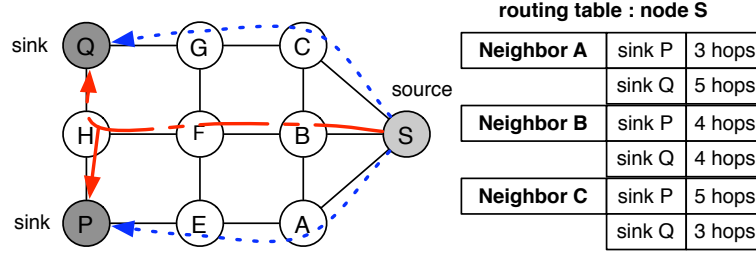 routing table : node S
sink Q G C
source
H F B S
sink P E A
Neighbor A sink P 3 hops
sink Q 5 hops
Neighbor B sink P 4 hops
sink Q 4 hops
Neighbor C sink P 5 hops
sink Q 3 hops